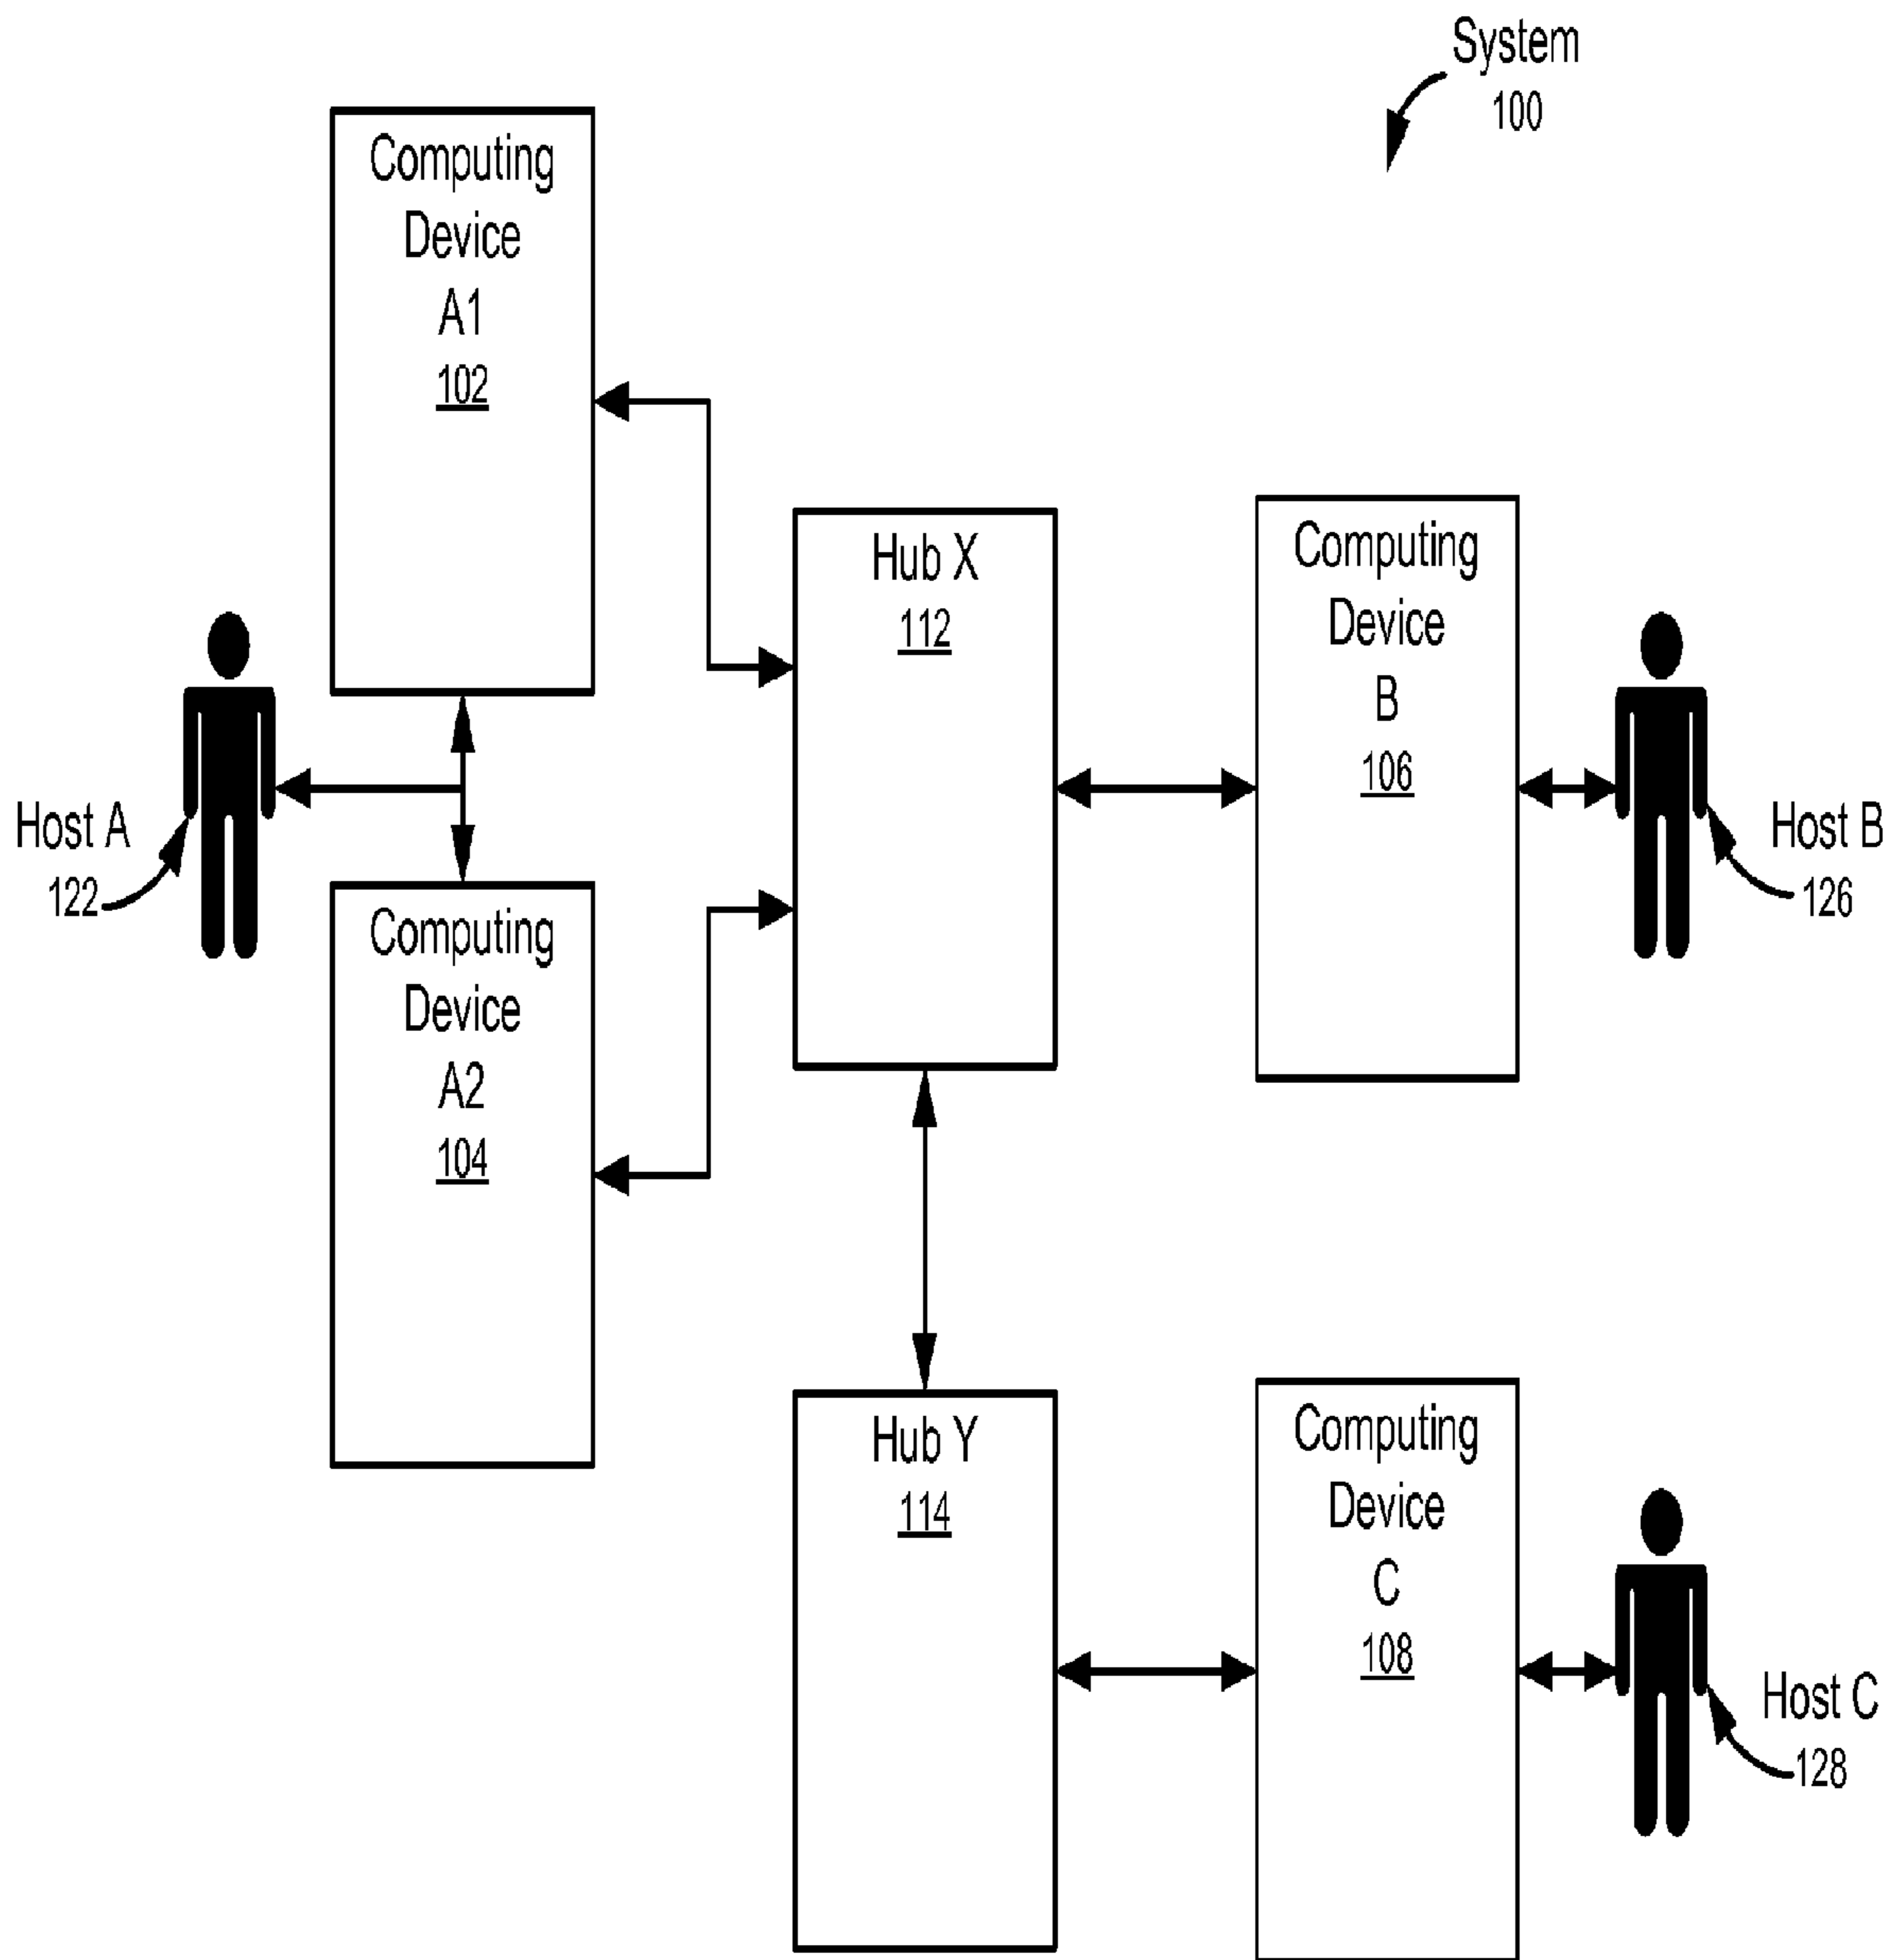 System
100
Computing
Device
A1
102
Hub X
112
Computing
Device
B
106
Host A
122
Host B
126
Computing
Device
A2
104
Hub Y
114
Computing
Device
C
108
Host C
128